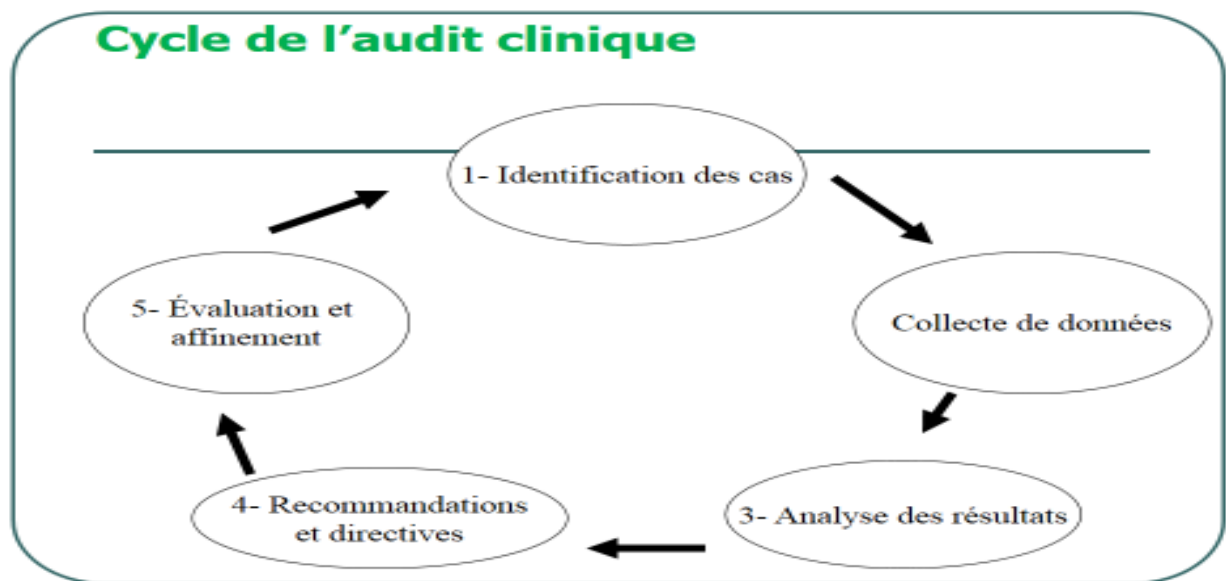 Cycle de l’audit clinique
1- Identification des cas
Collecte de données
3- Analyse des résultats
4- Recommandations
et directives
5- Évaluation et
affinement